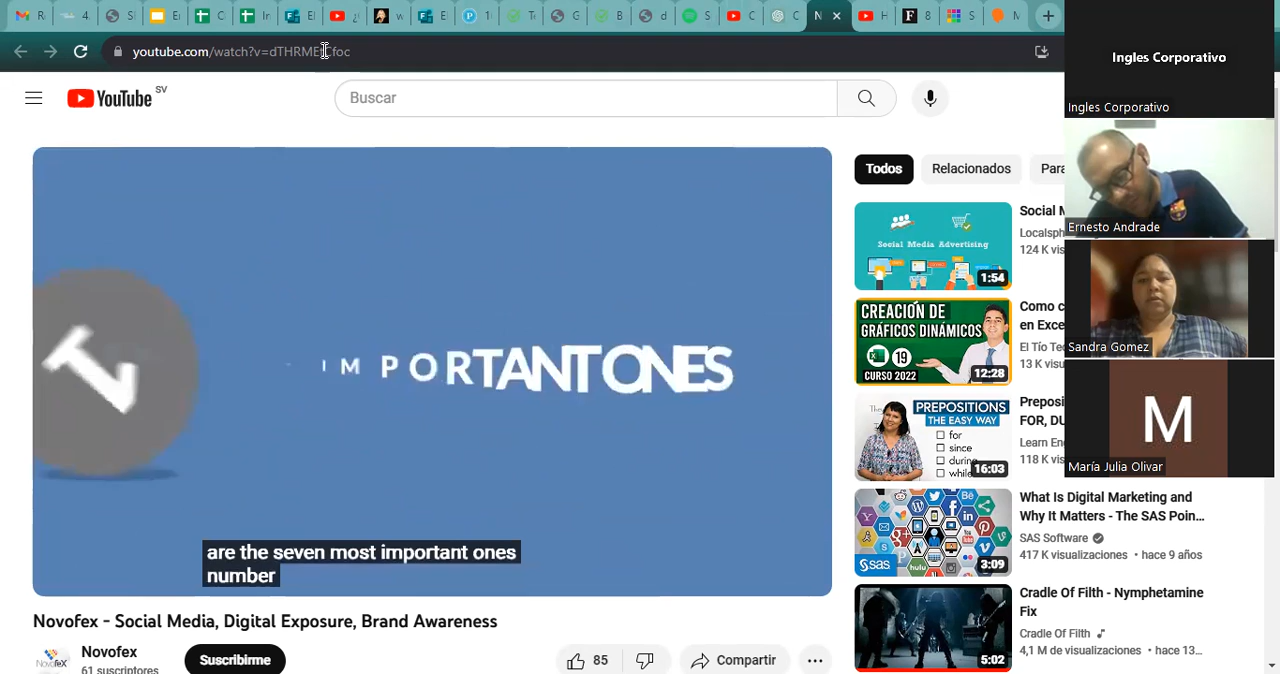 youtube.com/watch?v=dTHRME
foc
YouTube SV
Buscar
IMPORTANT ONES
are the seven most important ones
number
Novofex - Social Media, Digital Exposure, Brand Awareness
Novofex
61 suscriptores
Suscribirme
85
Compartir
Todos
Relacionados
Para
Social Media Advertising
1:54
Social M
Localsph
124 K vis
CREACIÓN DE
GRÁFICOS DINÁMICOS
19
CURSO 2022
12:28
Como c
en Exce
El Tío Tec
13 K visu
PREPOSITIONS
THE EASY WAY
for
since
during
while
16:03
Preposi
FOR, DU
Learn En
118 K vis
sas
hulu
3:09
What Is Digital Marketing and
Why It Matters - The SAS Poin...
SAS Software
417 K visualizaciones • hace 9 años
5:02
Cradle Of Filth - Nymphetamine
Fix
Cradle Of Filth
4,1 M de visualizaciones • hace 13...
Ingles Corporativo
Ingles Corporativo
Ernesto Andrade
Sandra Gomez
M
María Julia Olivar